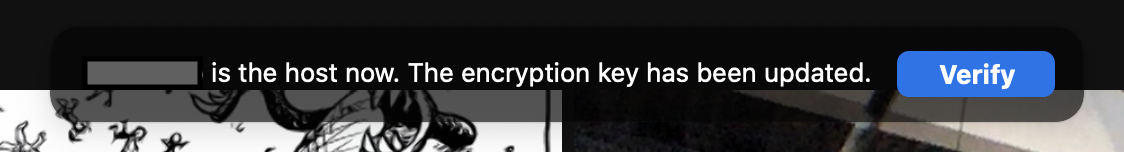 is the host now. The encryption key has been updated.
Verify